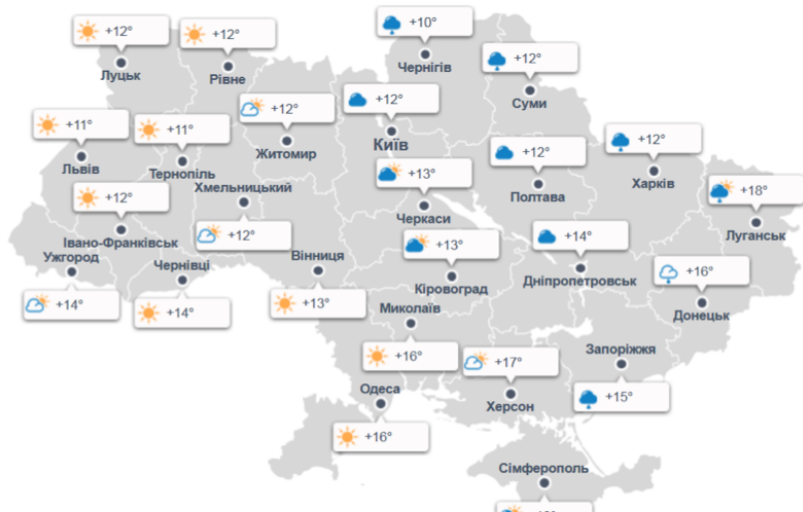 +12°
Луцьк
+12°
Рівне
+10°
Чернігів
+12°
Суми
+12°
Житомир
+12°
Київ
+11°
Львів
+11°
Тернопіль
+12°
Харків
+12°
Полтава
+13°
Черкаси
+18°
Луганськ
Хмельницький
+12°
+12°
Івано-Франківськ
Ужгород
+14°
Чернівці
+14°
Вінниця
+13°
+13°
Кіровоград
+14°
Дніпропетровськ
+16°
Донецьк
Миколаїв
+16°
Запоріжжя
+15°
+17°
Херсон
Одеса
+16°
Сімферополь